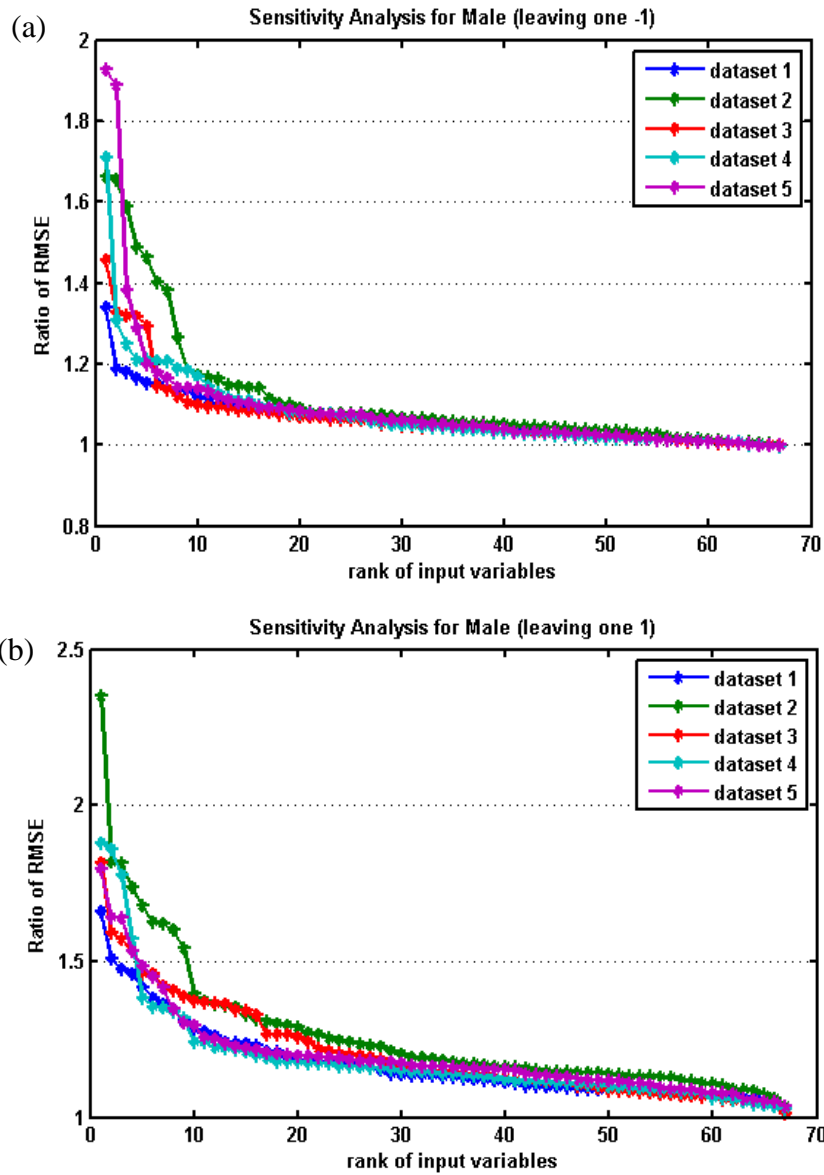 (a)
Sensitivity Analysis for Male (leaving one -1)
2
1.8
1.6
1.4
1.2
1
0.8
Ratio of RMSE
dataset 1
dataset 2
dataset 3
dataset 4
dataset 5
0 10 20 30 40 50 60 70
rank of input variables
(b)
Sensitivity Analysis for Male (leaving one 1)
2.5
2
1.5
1
Ratio of RMSE
dataset 1
dataset 2
dataset 3
dataset 4
dataset 5
0 10 20 30 40 50 60 70
rank of input variables